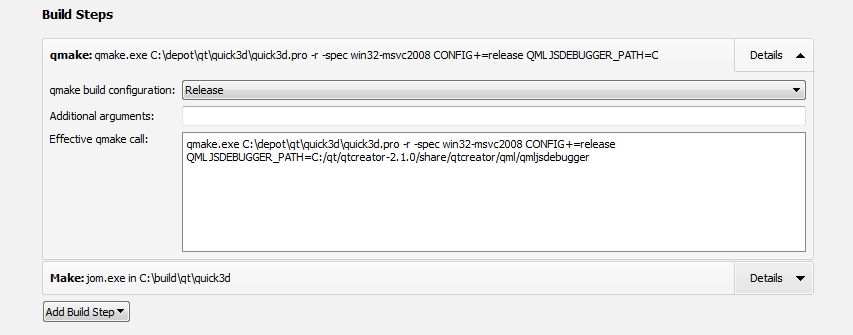 Build Steps
qmake: qmake.exe C:\depot\qt\quick3d\quick3d.pro -r -spec win32-msvc2008 CONFIG+=release QMLJSDEBUGGER_PATH=C
Details
qmake build configuration:
Release
Additional arguments:
Effective qmake call:
qmake.exe C:\depot\qt\quick3d\quick3d.pro -r -spec win32-msvc2008 CONFIG+=release
QMLJSDEBUGGER_PATH=C:/qt/qtcreator-2.1.0/share/qtcreator/qml/qmljsdebugger
Make: jom.exe in C:\build\qt\quick3d
Details
Add Build Step